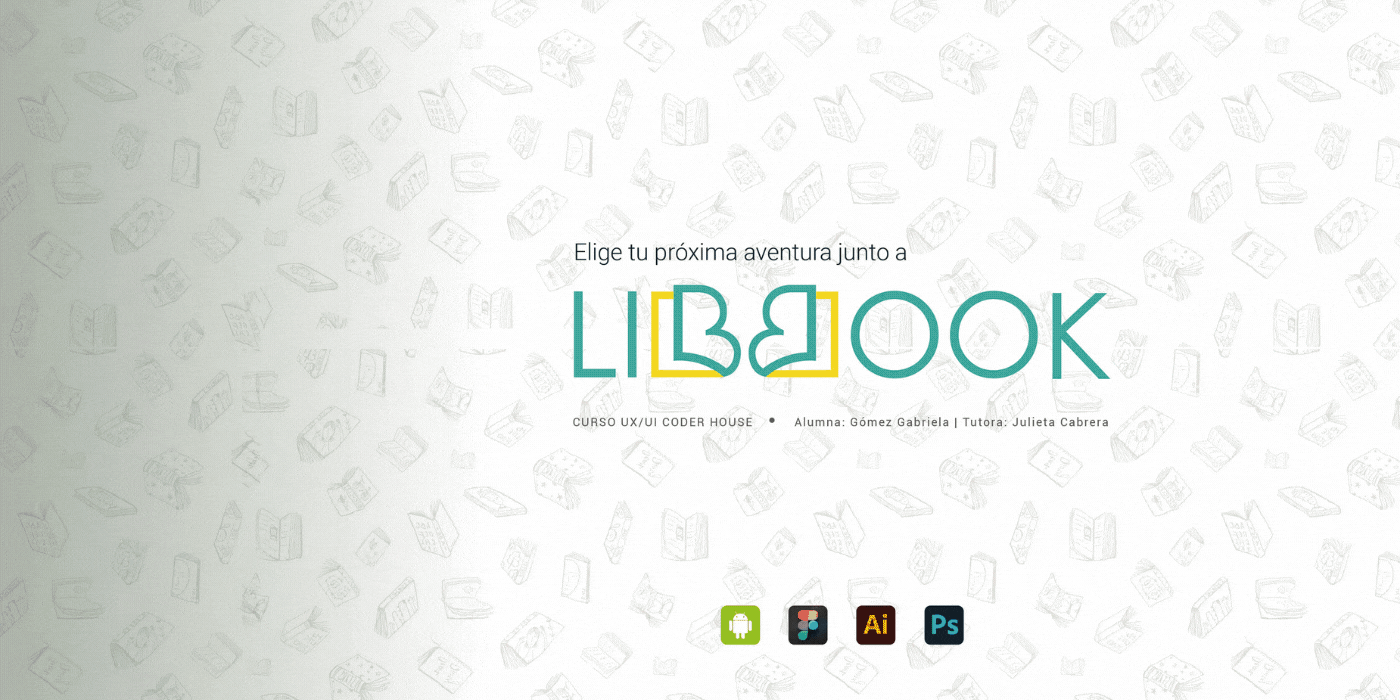 Elige tu próxima aventura junto a
LIBBOOK
CURSO UX/UI CODER HOUSE • Alumna: Gómez Gabriela | Tutora: Julieta Cabrera
Ai Ps